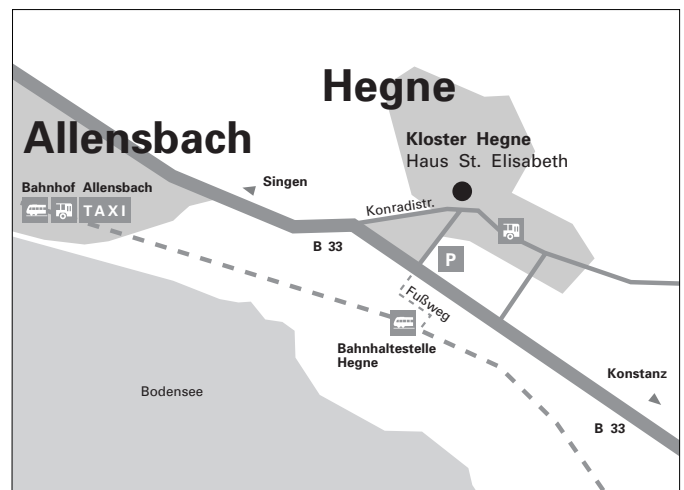 Hegne
Allensbach
Kloster Hegne
Haus St. Elisabeth
Bahnhof Allensbach
TAXI
Singen
Konradistr.
B 33
P
Fußweg
Bahnhaltestelle
Hegne
Konstanz
Bodensee
B 33